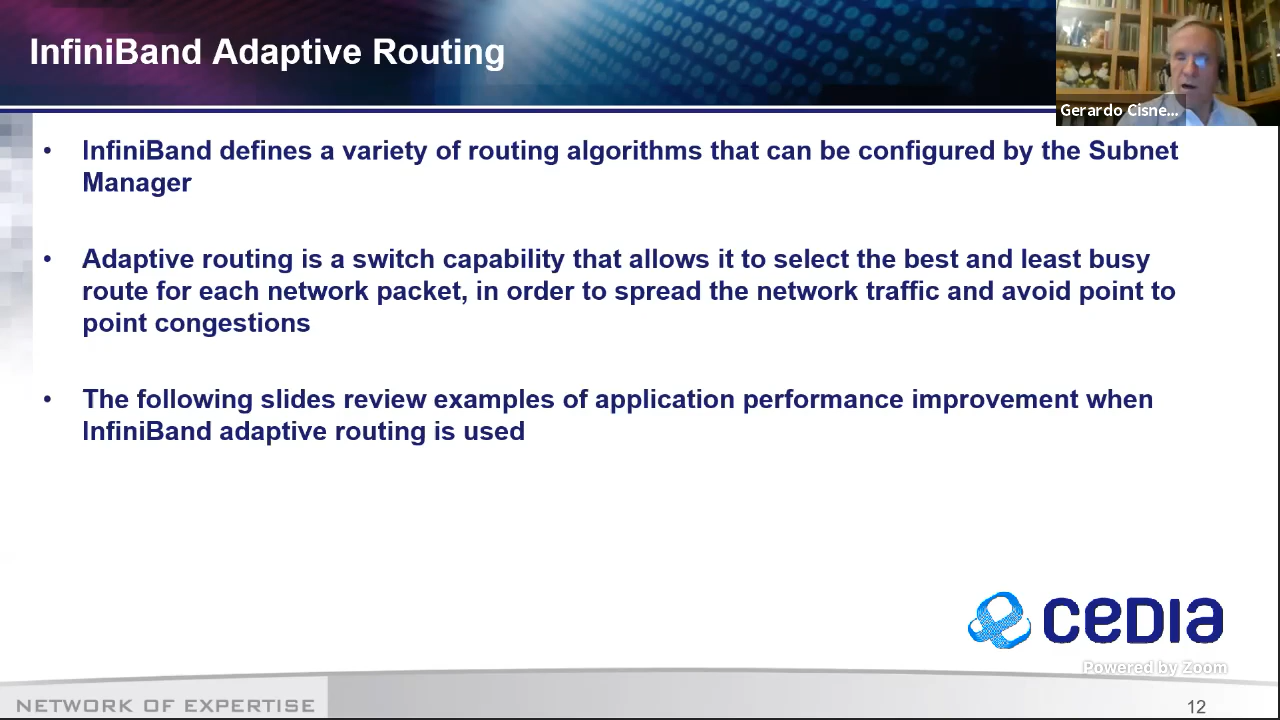 InfiniBand Adaptive Routing
Gerardo Cisne...
• InfiniBand defines a variety of routing algorithms that can be configured by the Subnet
Manager
• Adaptive routing is a switch capability that allows it to select the best and least busy
route for each network packet, in order to spread the network traffic and avoid point to
point congestions
• The following slides review examples of application performance improvement when
InfiniBand adaptive routing is used
CEDIA
Powered by Zoom
NETWORK OF EXPERTISE
12